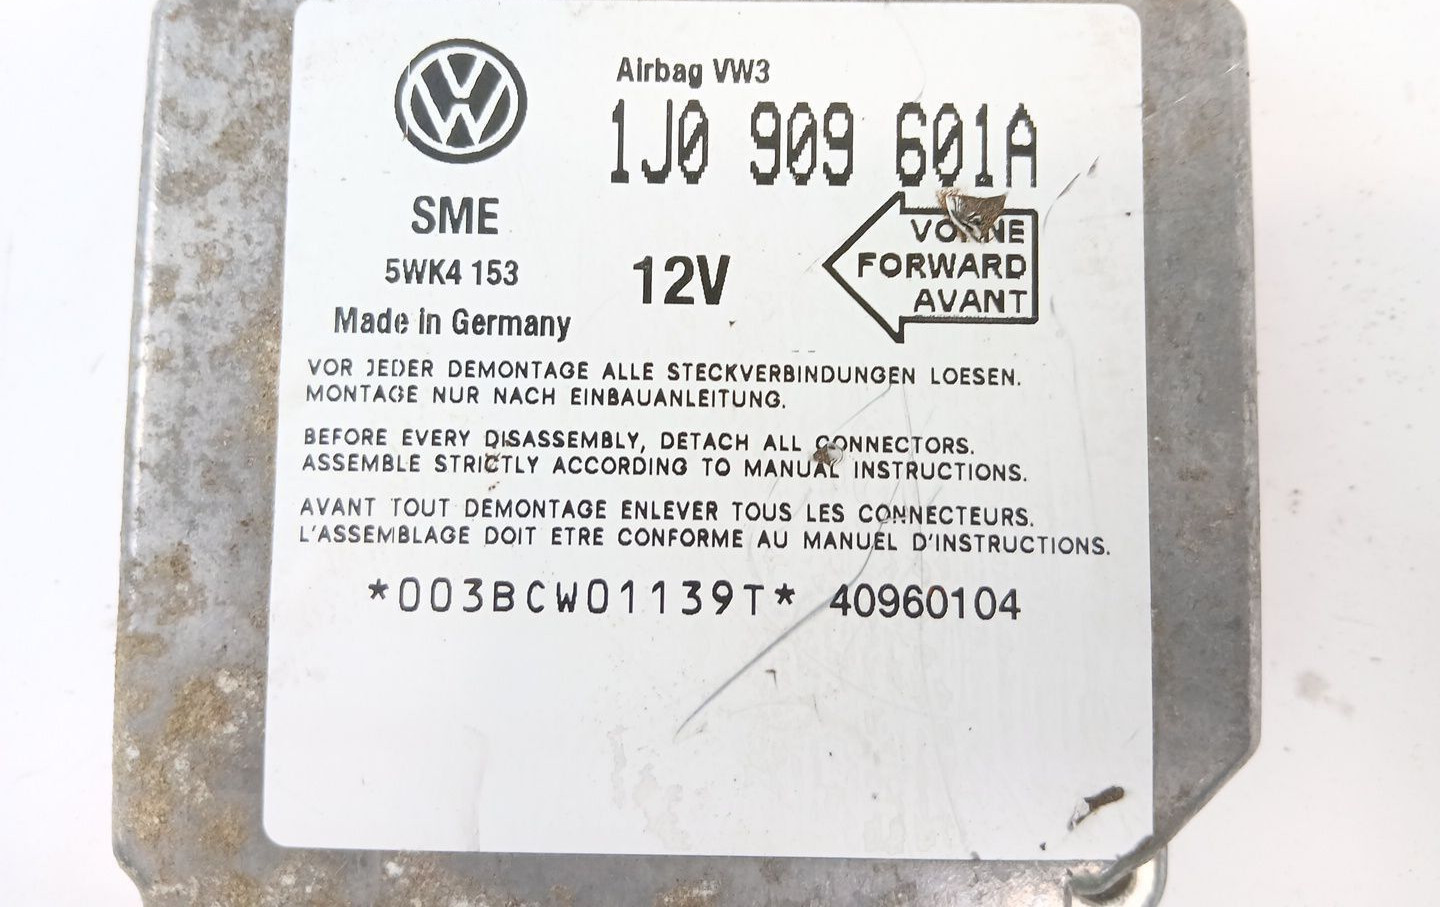 Airbag VW3
1J0 909 601A
SME
5WK4 153
12V
VORNE
FORWARD
AVANT
Made in Germany
VOR JEDER DEMONTAGE ALLE STECKVERBINDUNGEN LOESEN.
MONTAGE NUR NACH EINBAUANLEITUNG.
BEFORE EVERY DISASSEMBLY, DETACH ALL CONNECTORS.
ASSEMBLE STRICTLY ACCORDING TO MANUAL INSTRUCTIONS.
AVANT TOUT DEMONTAGE ENLEVER TOUS LES CONNECTEURS.
L'ASSEMBLAGE DOIT ETRE CONFORME AU MANUEL D'INSTRUCTIONS.
*003BCW01139T* 40960104